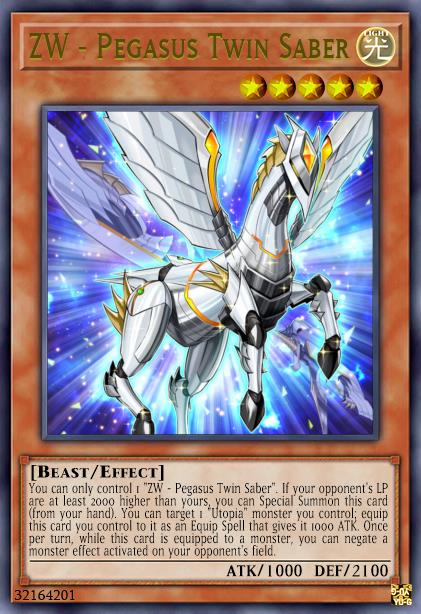 ZW - Pegasus Twin Saber
LIGHT
光
[Beast/Effect]
You can only control 1 "ZW - Pegasus Twin Saber". If your opponent's LP
are at least 2000 higher than yours, you can Special Summon this card
(from your hand). You can target 1 "Utopia" monster you control; equip
this card you control to it as an Equip Spell that gives it 1000 ATK. Once
per turn, while this card is equipped to a monster, you can negate a
monster effect activated on your opponent's field.
ATK/1000 DEF/2100
32164201